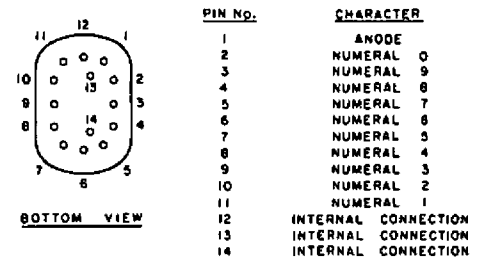 12
11 1
10 2
13
9 3
14
8 4
7 5
6
BOTTOM VIEW
PIN No. CHARACTER
1 ANODE
2 NUMERAL 0
3 NUMERAL 9
4 NUMERAL 8
5 NUMERAL 7
6 NUMERAL 6
7 NUMERAL 5
8 NUMERAL 4
9 NUMERAL 3
10 NUMERAL 2
11 NUMERAL 1
12 INTERNAL CONNECTION
13 INTERNAL CONNECTION
14 INTERNAL CONNECTION